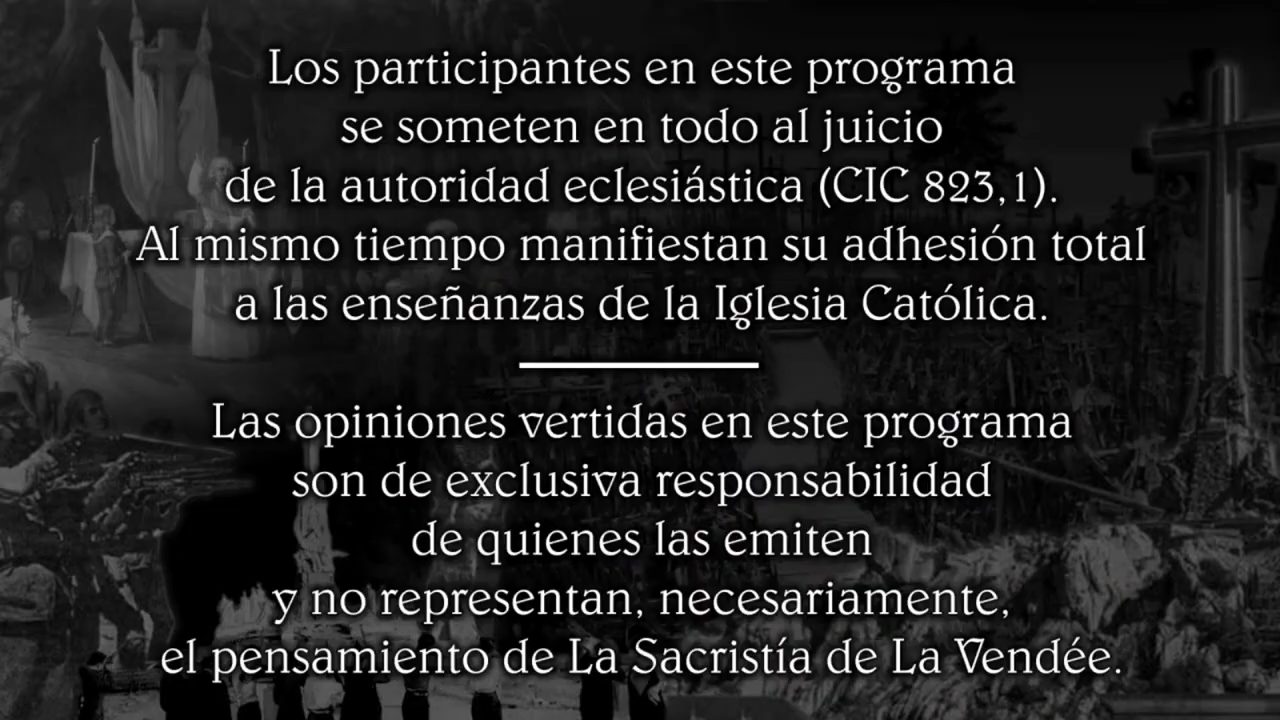 Los participantes en este programa
se someten en todo al juicio
de la autoridad eclesiástica (CIC 823,1).
Al mismo tiempo manifiestan su adhesión total
a las enseñanzas de la Iglesia Católica.
Las opiniones vertidas en este programa
son de exclusiva responsabilidad
de quienes las emiten
y no representan, necesariamente,
el pensamiento de La Sacristía de La Vendée.